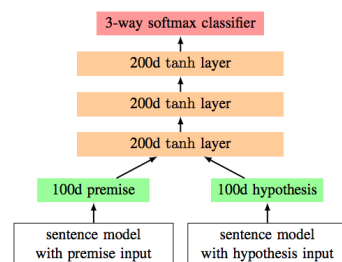 3-way softmax classifier
200d tanh layer
200d tanh layer
200d tanh layer
100d premise
100d hypothesis
sentence model
with premise input
sentence model
with hypothesis input